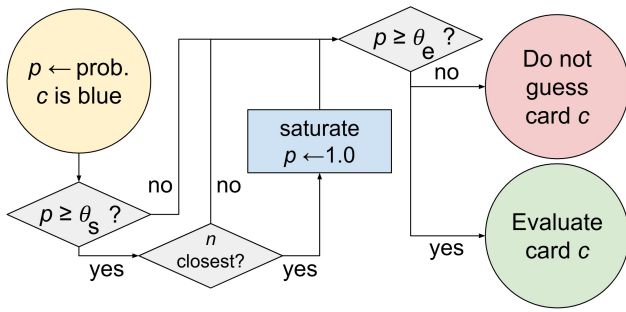 p ← prob.
c is blue
p ≥ θs ?
no
yes
n
closest?
no
yes
saturate
p ←1.0
p ≥ θe ?
no
yes
Do not
guess
card c
Evaluate
card c